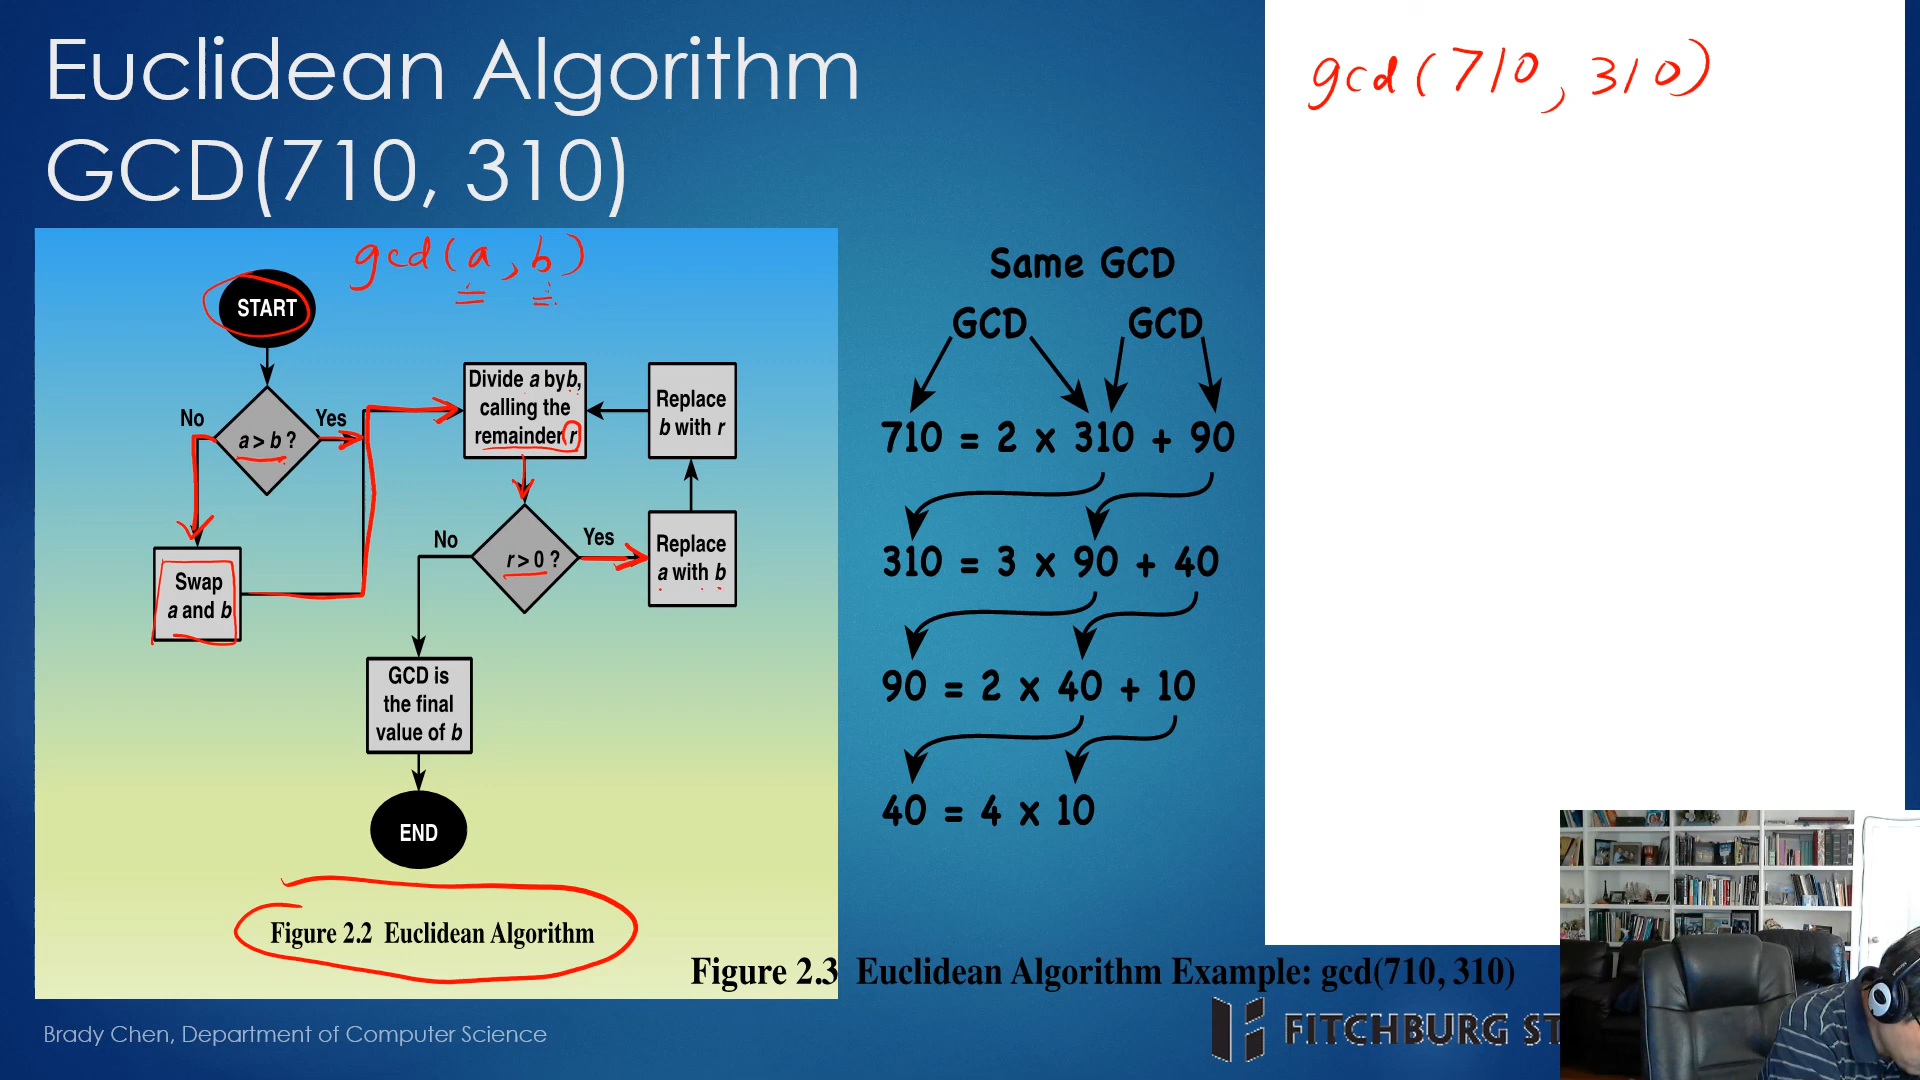 Euclidean Algorithm
GCD(710, 310)
gcd(a, b)
START
No
Yes
a > b ?
Swap
a and b
Divide a by b,
calling the
remainder r
Replace
b with r
No
Yes
r > 0 ?
Replace
a with b
GCD is
the final
value of b
END
Figure 2.2 Euclidean Algorithm
Same GCD
GCD GCD
710 = 2 x 310 + 90
310 = 3 x 90 + 40
90 = 2 x 40 + 10
40 = 4 x 10
gcd(710, 310)
Figure 2.3 Euclidean Algorithm Example: gcd(710, 310)
Brady Chen, Department of Computer Science
FITCHBURG ST